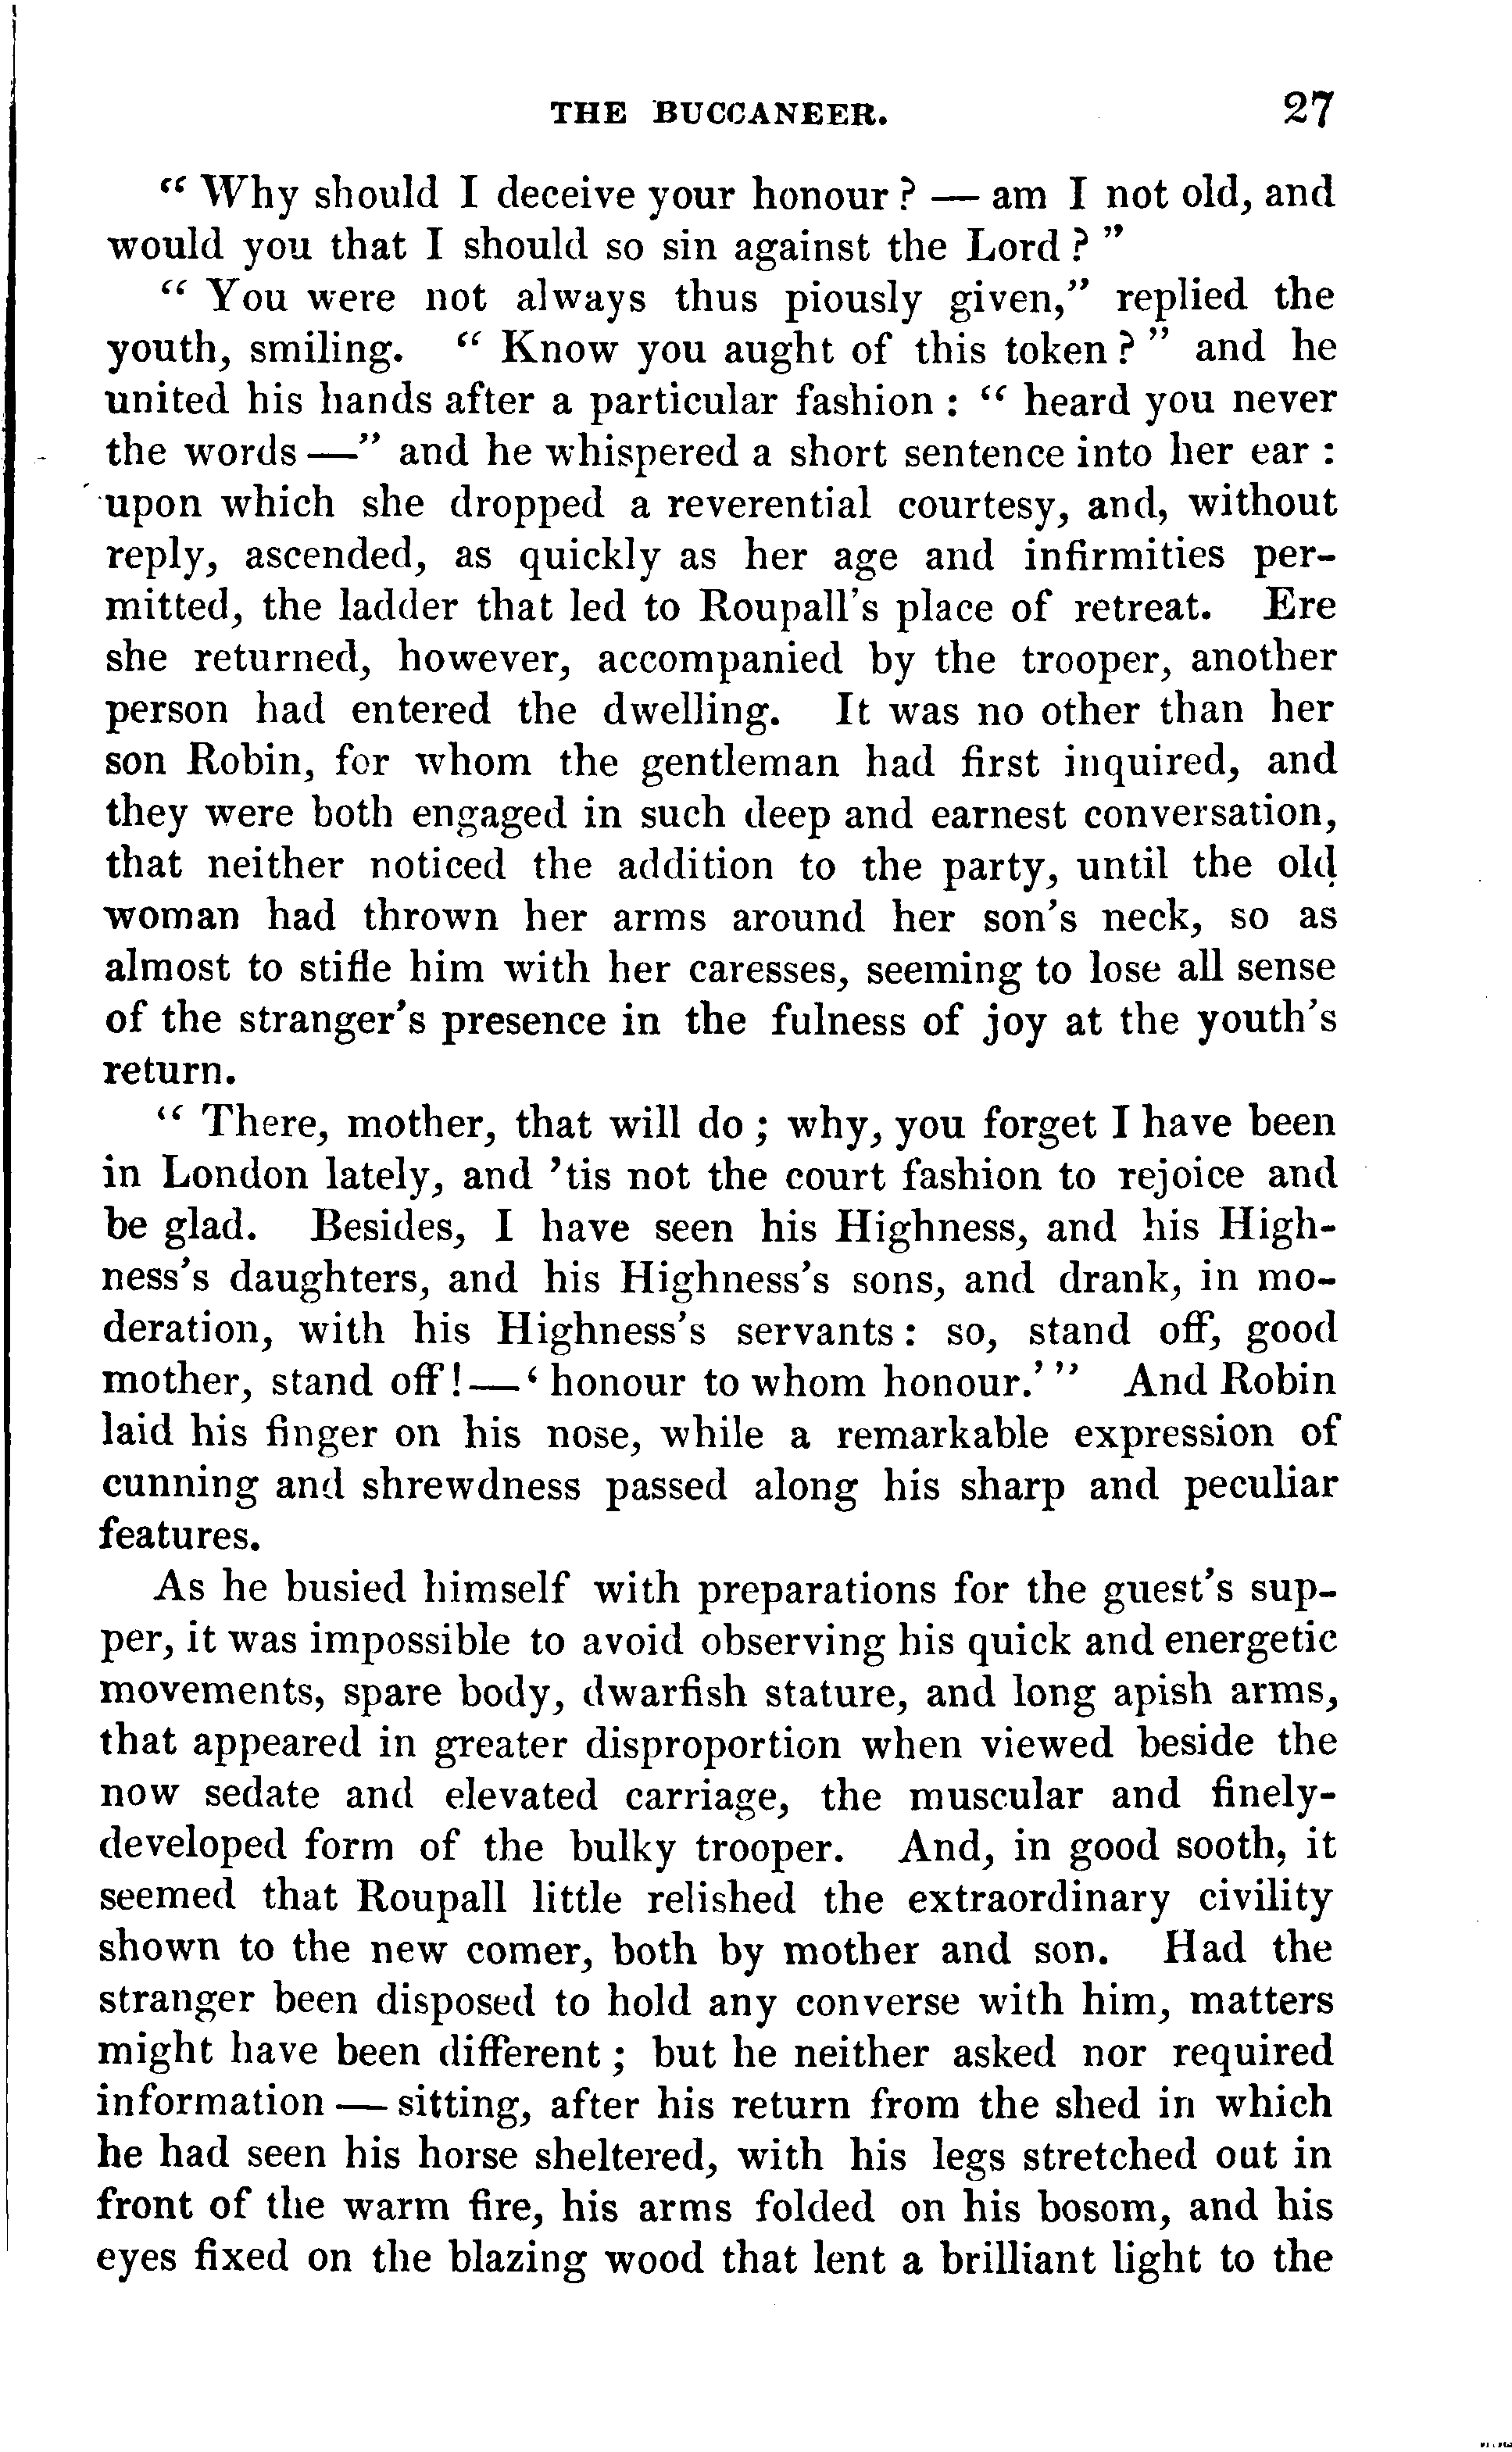 THE BUCCANEER. 27
“ Why should I deceive your honour ? — am I not old, and
would you that I should so sin against the Lord ? ”
“ You were not always thus piously given,” replied the
youth, smiling. “ Know you aught of this token ? ” and he
united his hands after a particular fashion : “ heard you never
the words —” and he whispered a short sentence into her ear :
upon which she dropped a reverential courtesy, and, without
reply, ascended, as quickly as her age and infirmities per-
mitted, the ladder that led to Roupall's place of retreat. Ere
she returned, however, accompanied by the trooper, another
person had entered the dwelling. It was no other than her
son Robin, for whom the gentleman had first inquired, and
they were both engaged in such deep and earnest conversation,
that neither noticed the addition to the party, until the old
woman had thrown her arms around her son's neck, so as
almost to stifle him with her caresses, seeming to lose all sense
of the stranger's presence in the fulness of joy at the youth's
return.
“ There, mother, that will do ; why, you forget I have been
in London lately, and 'tis not the court fashion to rejoice and
be glad. Besides, I have seen his Highness, and his High-
ness's daughters, and his Highness's sons, and drank, in mo-
deration, with his Highness's servants : so, stand off, good
mother, stand off! — ‘ honour to whom honour.’ ” And Robin
laid his finger on his nose, while a remarkable expression of
cunning and shrewdness passed along his sharp and peculiar
features.
As he busied himself with preparations for the guest's sup-
per, it was impossible to avoid observing his quick and energetic
movements, spare body, dwarfish stature, and long apish arms,
that appeared in greater disproportion when viewed beside the
now sedate and elevated carriage, the muscular and finely-
developed form of the bulky trooper. And, in good sooth, it
seemed that Roupall little relished the extraordinary civility
shown to the new comer, both by mother and son. Had the
stranger been disposed to hold any converse with him, matters
might have been different ; but he neither asked nor required
information — sitting, after his return from the shed in which
he had seen his horse sheltered, with his legs stretched out in
front of the warm fire, his arms folded on his bosom, and his
eyes fixed on the blazing wood that lent a brilliant light to the